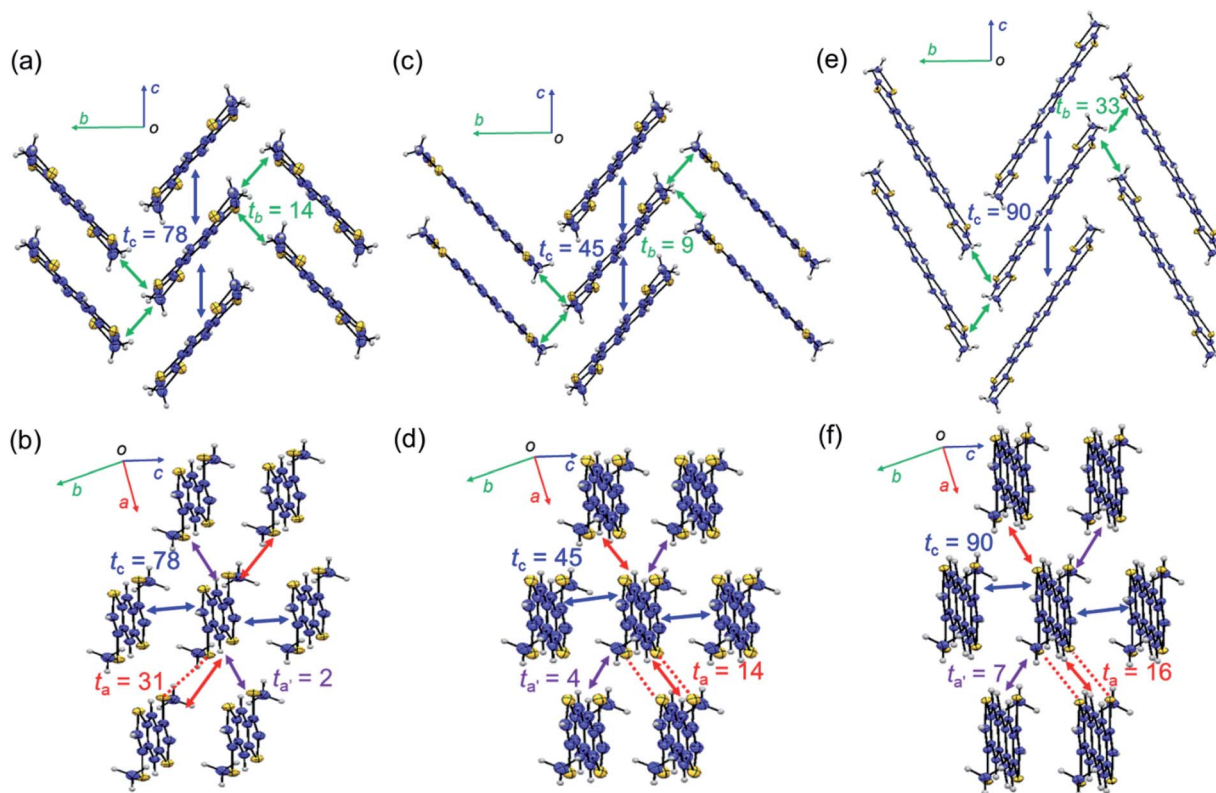 (a)
c
b
o
t_b = 14
t_c = 78
(c)
c
b
o
t_c = 45
t_b = 9
(e)
c
b
o
t_b = 33
t_c = 90
(b)
o
c
b
a
t_c = 78
t_a = 31
t_a' = 2
(d)
o
c
b
a
t_c = 45
t_a' = 4
t_a = 14
(f)
o
c
b
a
t_c = 90
t_a' = 7
t_a = 16